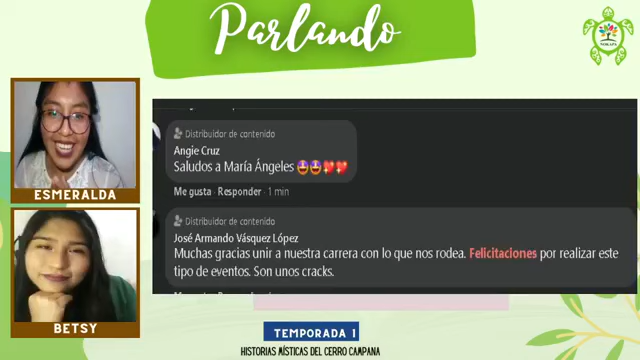 Parlando
Distribuidor de contenido
Angie Cruz
Saludos a María Ángeles
Me gusta · Responder · 1 min
Distribuidor de contenido
José Armando Vásquez López
Muchas gracias unir a nuestra carrera con lo que nos rodea. Felicitaciones por realizar este
tipo de eventos. Son unos cracks.
ESMERALDA
BETSY
TEMPORADA 1
HISTORIAS MÍSTICAS DEL CERRO CAMPANA